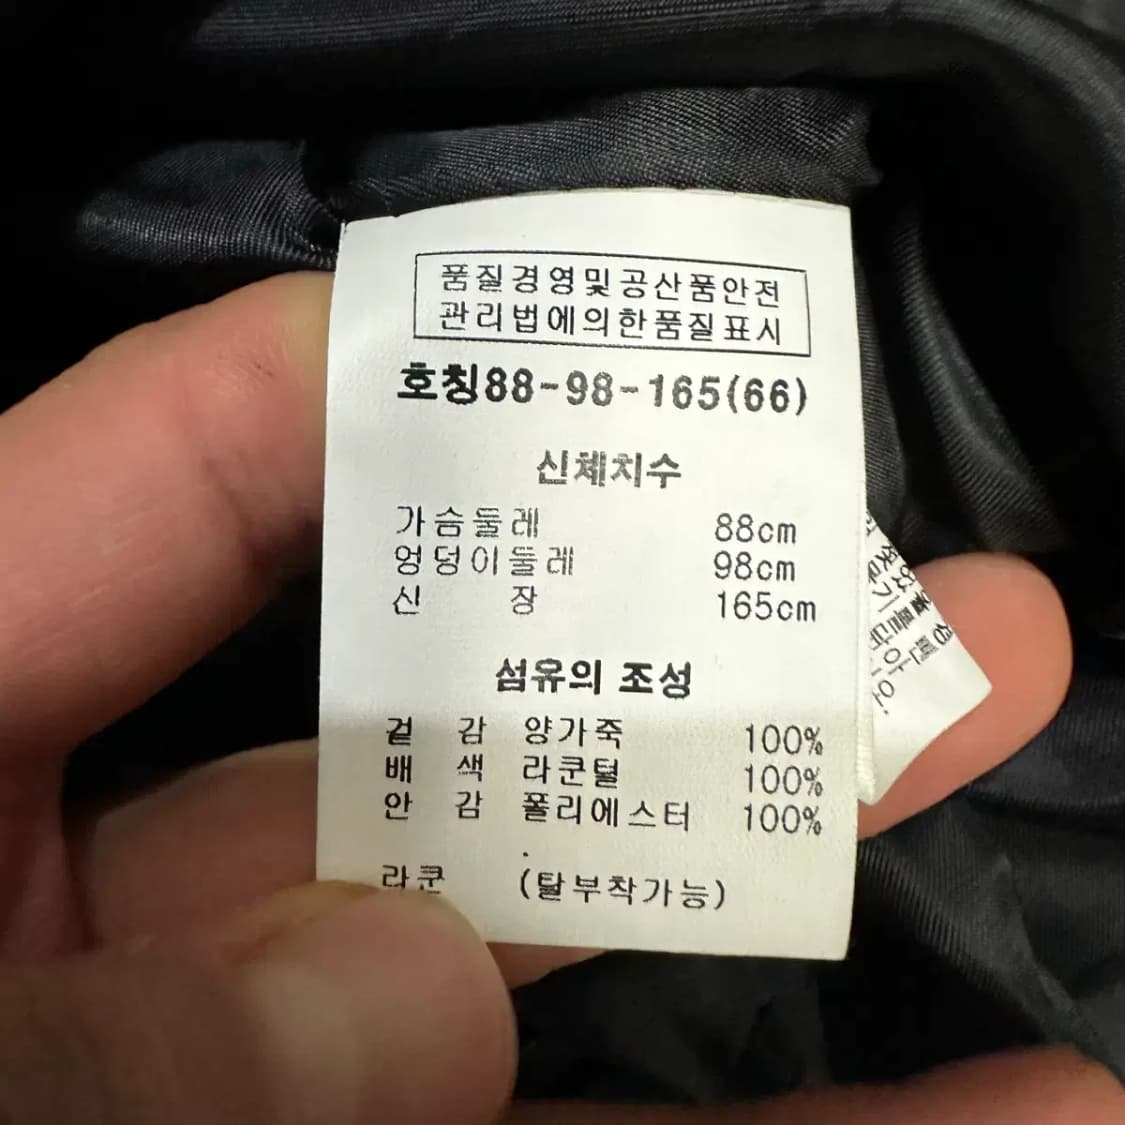 품질경영및공산품안전
관리법에의한품질표시
호칭88-98-165(66)
신체치수
가슴둘레 88cm
엉덩이둘레 98cm
신 장 165cm
섬유의 조성
겉 감 양가죽 100%
배 색 라쿤털 100%
안 감 폴리에스터 100%
라쿤 (탈부착가능)